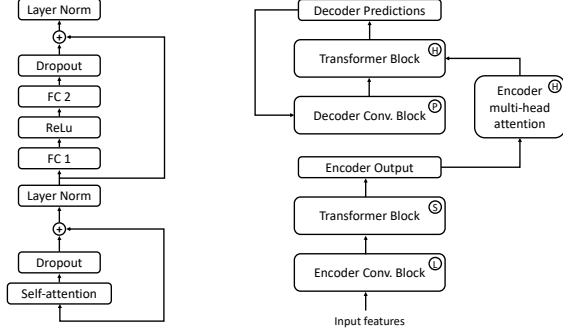 Layer Norm
+
Dropout
FC 2
ReLu
FC 1
Layer Norm
+
Dropout
Self-attention
Decoder Predictions
Transformer Block
H
Decoder Conv. Block
P
Encoder
multi-head
attention
H
Encoder Output
Transformer Block
S
Encoder Conv. Block
L
Input features